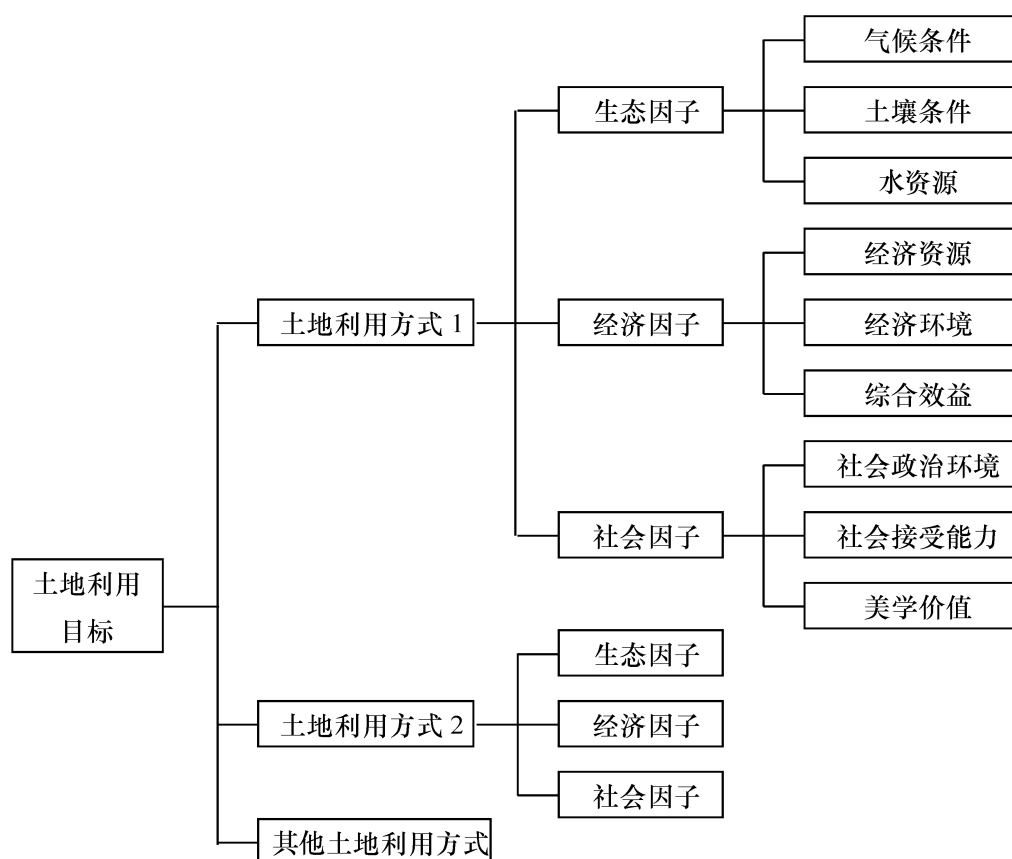 气候条件
生态因子
土壤条件
水资源
经济资源
土地利用方式 1
经济因子
经济环境
综合效益
社会政治环境
社会因子
社会接受能力
美学价值
土地利用
目标
生态因子
土地利用方式 2
经济因子
社会因子
其他土地利用方式